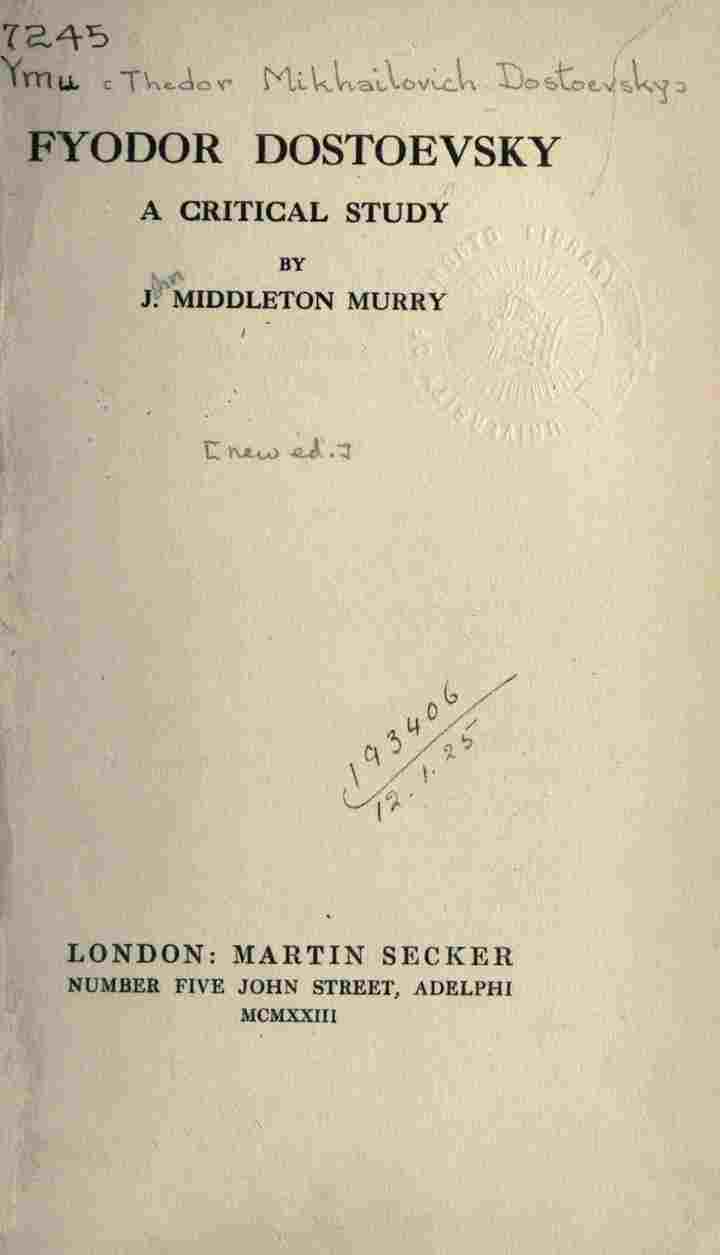 7245
Ymu [Thedor Mikhailovich Dostoevsky]
FYODOR DOSTOEVSKY
A CRITICAL STUDY
BY
John
J. MIDDLETON MURRY
[new ed.]
193406
12.1.25
LONDON: MARTIN SECKER
NUMBER FIVE JOHN STREET, ADELPHI
MCMXXIII